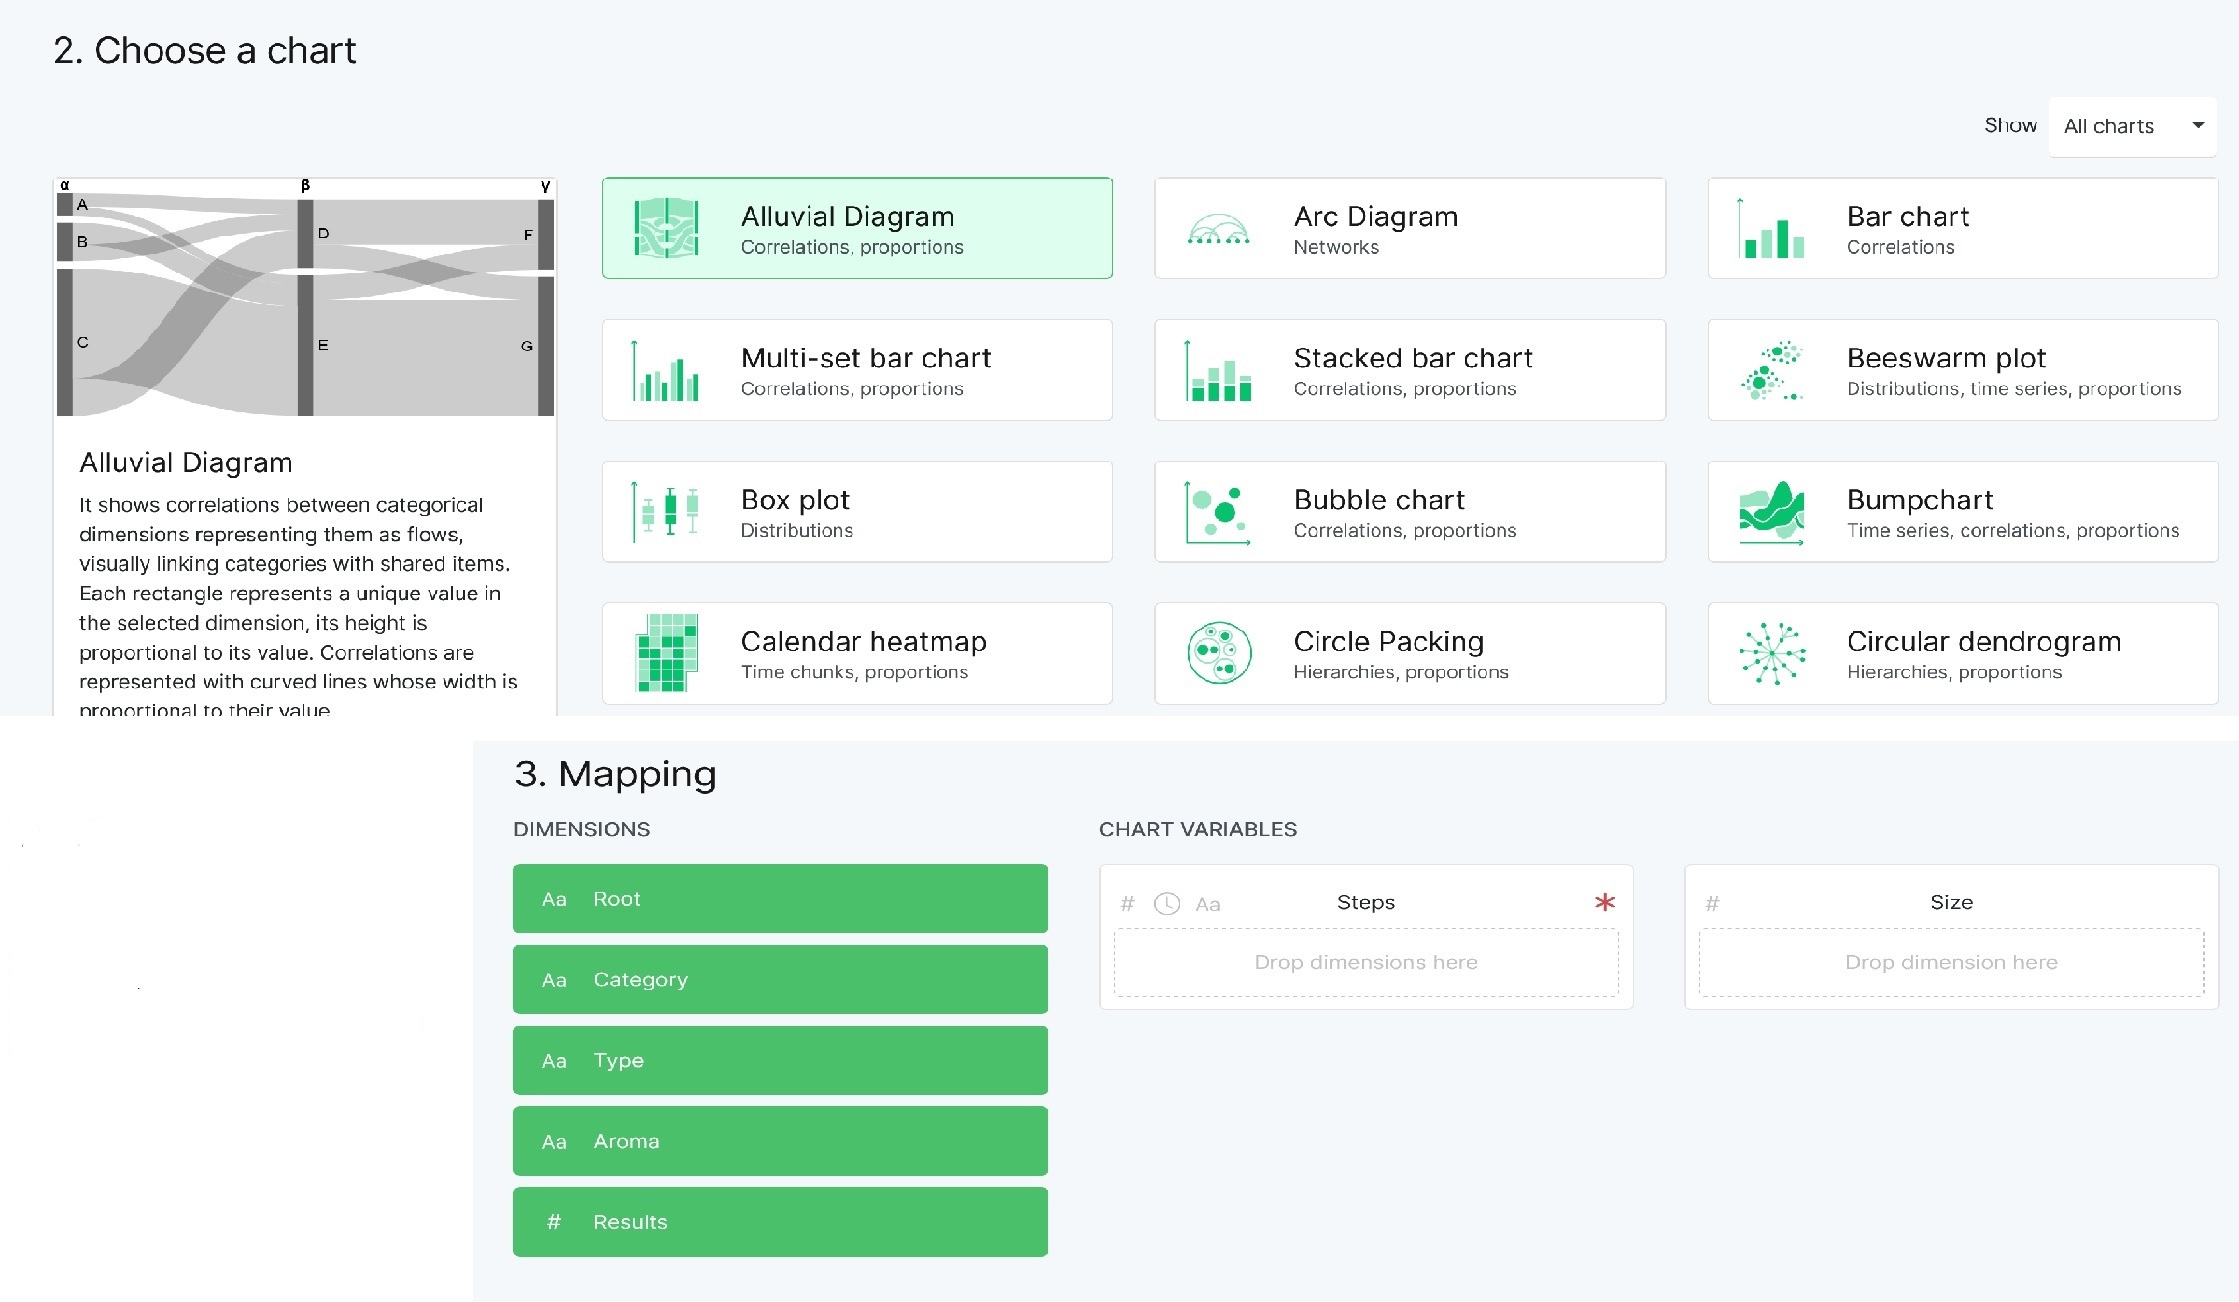 2. Choose a chart
Show All charts
α β γ
A
B
C
D
E
F
G
Alluvial Diagram
It shows correlations between categorical
dimensions representing them as flows,
visually linking categories with shared items.
Each rectangle represents a unique value in
the selected dimension, its height is
proportional to its value. Correlations are
represented with curved lines whose width is
proportional to their value.
Alluvial Diagram
Correlations, proportions
Arc Diagram
Networks
Bar chart
Correlations
Multi-set bar chart
Correlations, proportions
Stacked bar chart
Correlations, proportions
Beeswarm plot
Distributions, time series, proportions
Box plot
Distributions
Bubble chart
Correlations, proportions
Bumpchart
Time series, correlations, proportions
Calendar heatmap
Time chunks, proportions
Circle Packing
Hierarchies, proportions
Circular dendrogram
Hierarchies, proportions
3. Mapping
DIMENSIONS
Aa Root
Aa Category
Aa Type
Aa Aroma
# Results
CHART VARIABLES
# Aa Steps *
Drop dimensions here
# Size
Drop dimension here